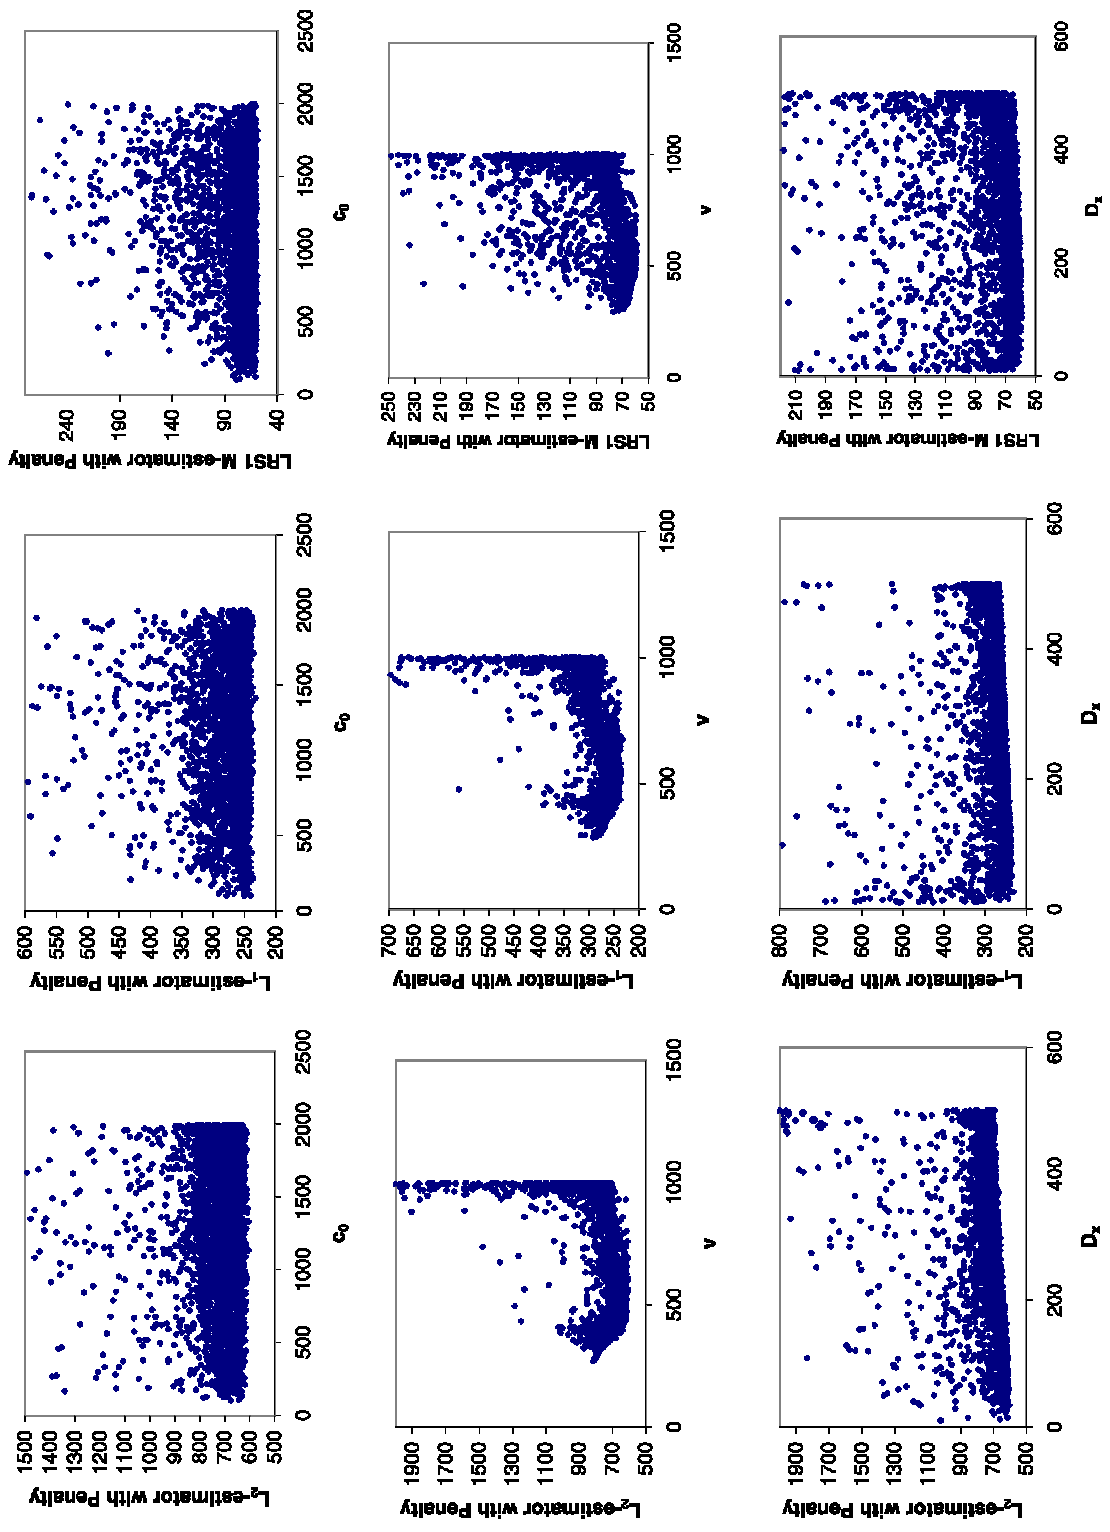 L2-estimator with Penalty
1500
1400
1300
1200
1100
1000
900
800
700
600
500
0 500 1000 1500 2000 2500
c0
L1-estimator with Penalty
600
550
500
450
400
350
300
250
200
0 500 1000 1500 2000 2500
c0
LRS1 M-estimator with Penalty
240
190
140
90
40
0 500 1000 1500 2000 2500
c0
L2-estimator with Penalty
1900
1700
1500
1300
1100
900
700
500
0 500 1000 1500
v
L1-estimator with Penalty
700
650
600
550
500
450
400
350
300
250
200
0 500 1000 1500
v
LRS1 M-estimator with Penalty
250
230
210
190
170
150
130
110
90
70
50
0 500 1000 1500
v
L2-estimator with Penalty
1900
1700
1500
1300
1100
900
700
500
0 200 400 600
Dx
L1-estimator with Penalty
800
700
600
500
400
300
200
0 200 400 600
Dx
LRS1 M-estimator with Penalty
210
190
170
150
130
110
90
70
50
0 200 400 600
Dx